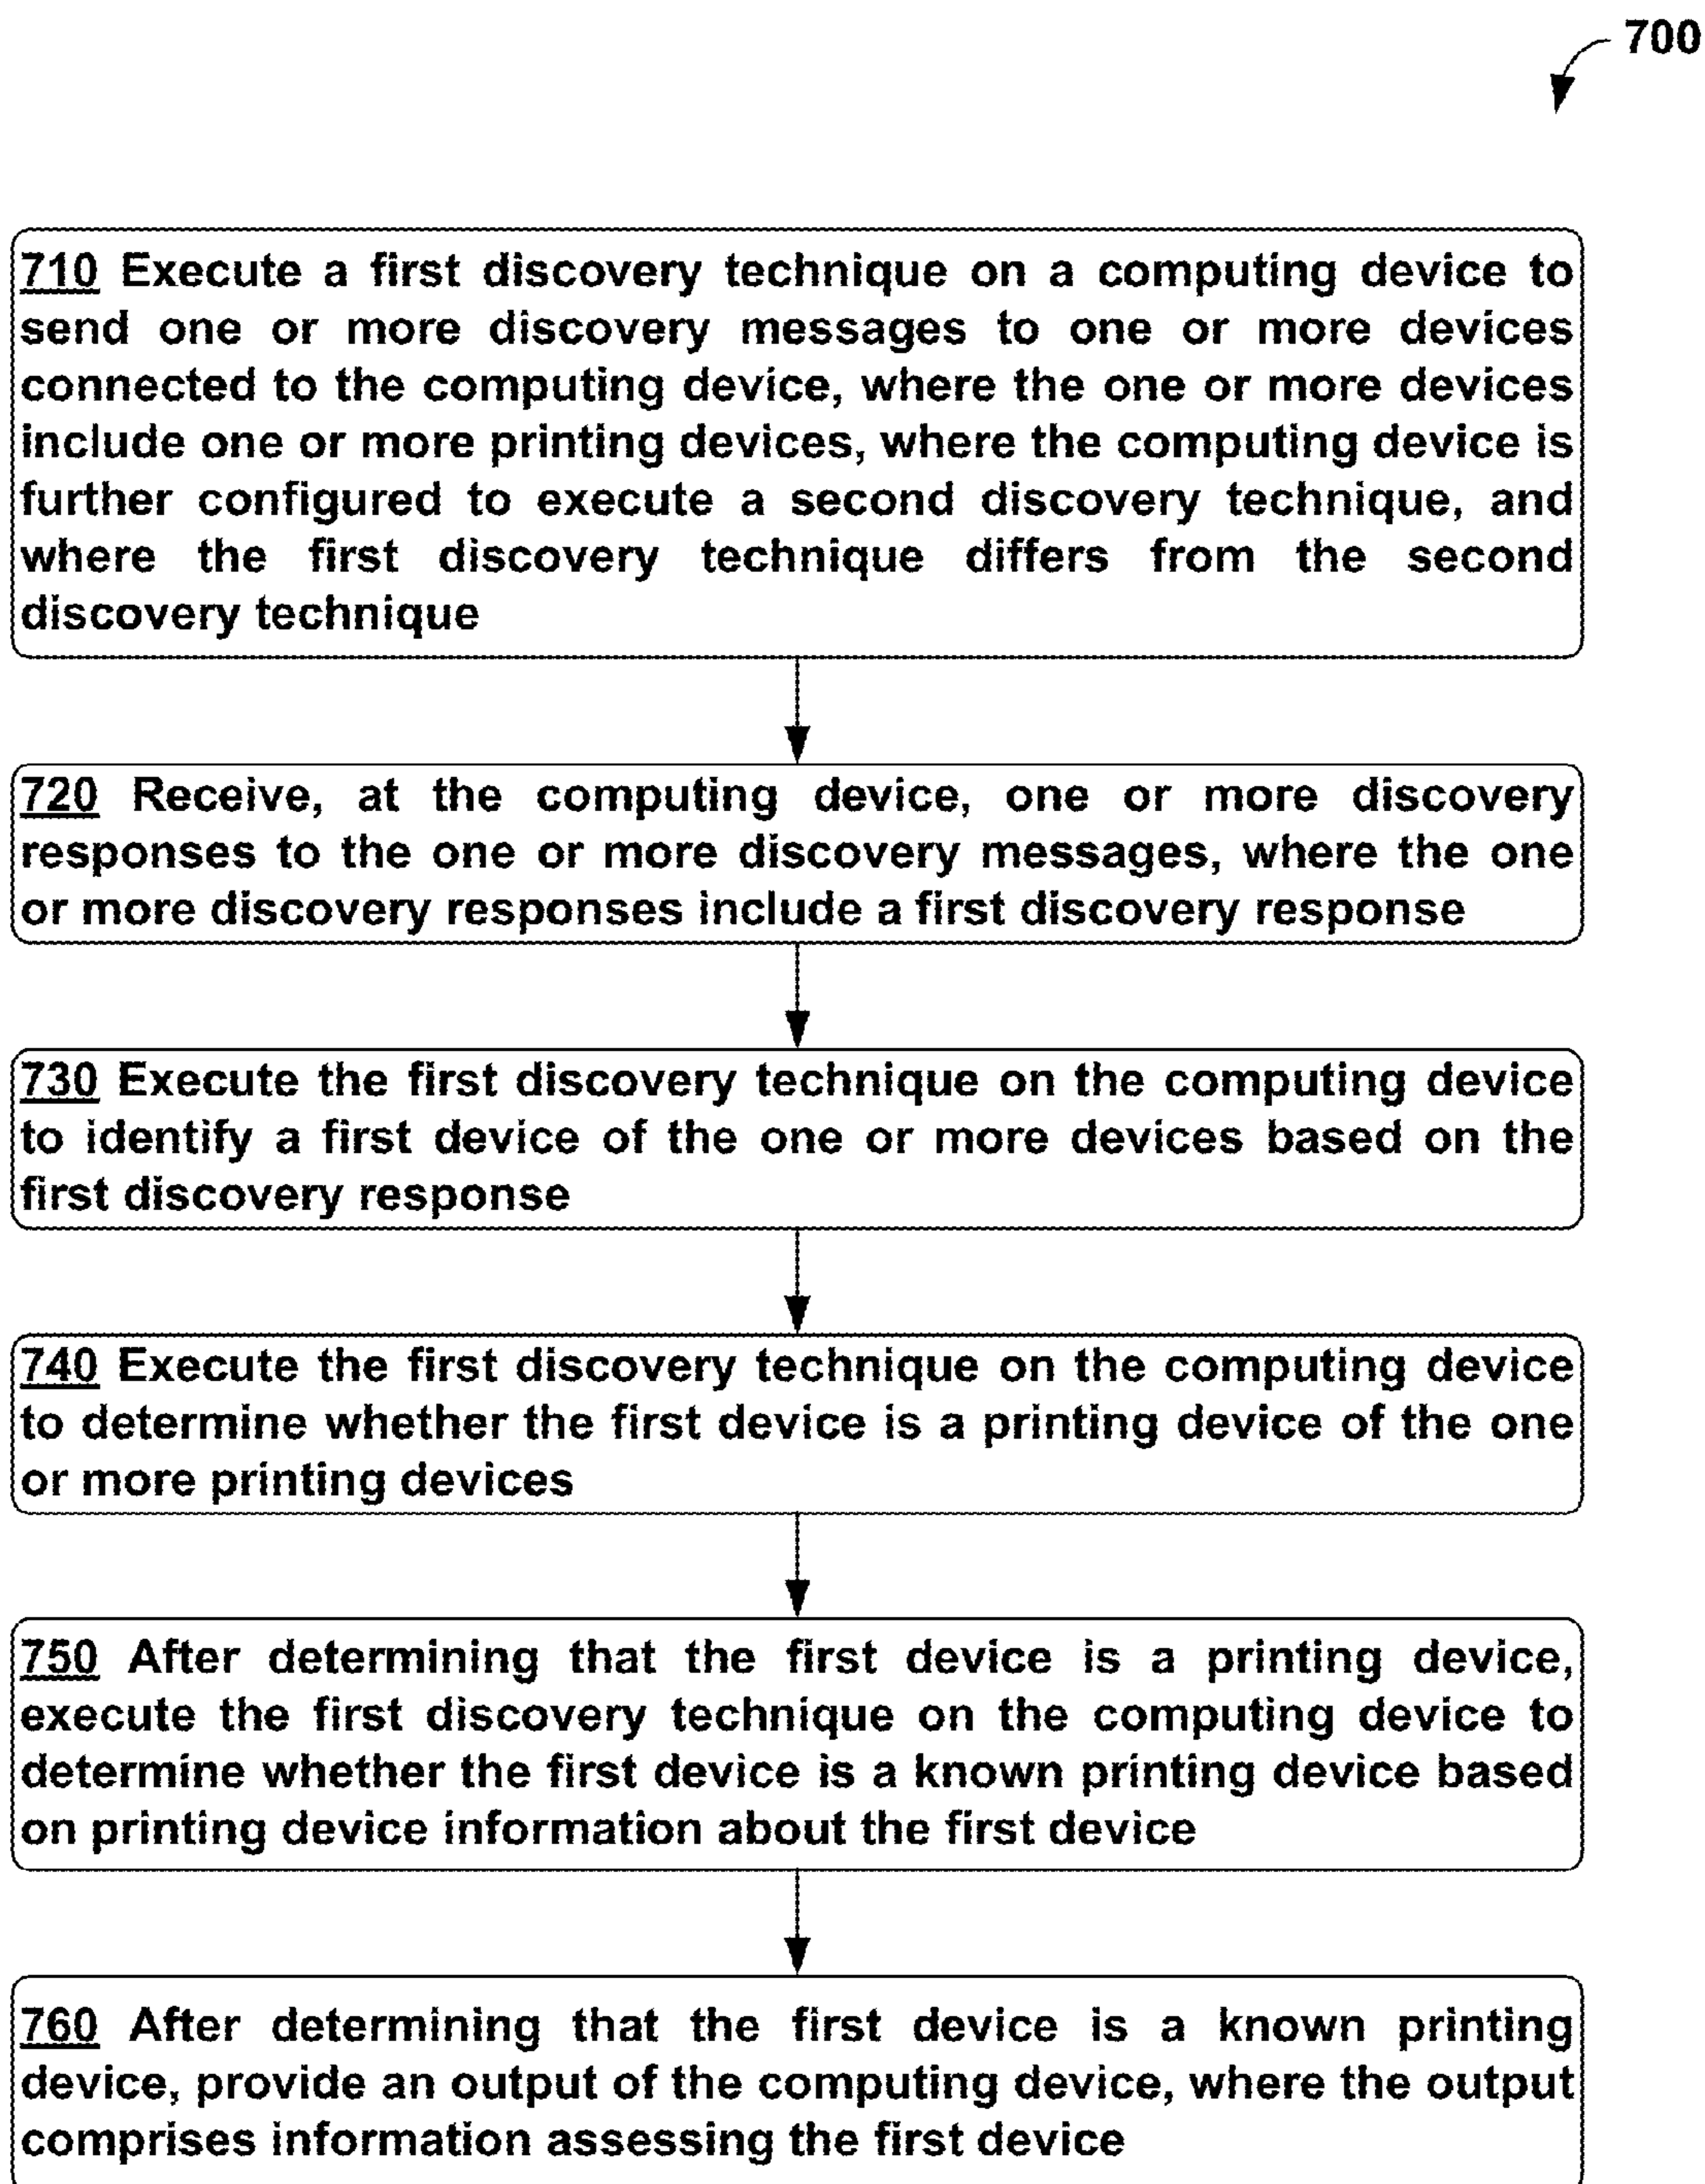 700
710 Execute a first discovery technique on a computing device to
send one or more discovery messages to one or more devices
connected to the computing device, where the one or more devices
include one or more printing devices, where the computing device is
further configured to execute a second discovery technique, and
where the first discovery technique differs from the second
discovery technique
720 Receive, at the computing device, one or more discovery
responses to the one or more discovery messages, where the one
or more discovery responses include a first discovery response
730 Execute the first discovery technique on the computing device
to identify a first device of the one or more devices based on the
first discovery response
740 Execute the first discovery technique on the computing device
to determine whether the first device is a printing device of the one
or more printing devices
750 After determining that the first device is a printing device,
execute the first discovery technique on the computing device to
determine whether the first device is a known printing device based
on printing device information about the first device
760 After determining that the first device is a known printing
device, provide an output of the computing device, where the output
comprises information assessing the first device